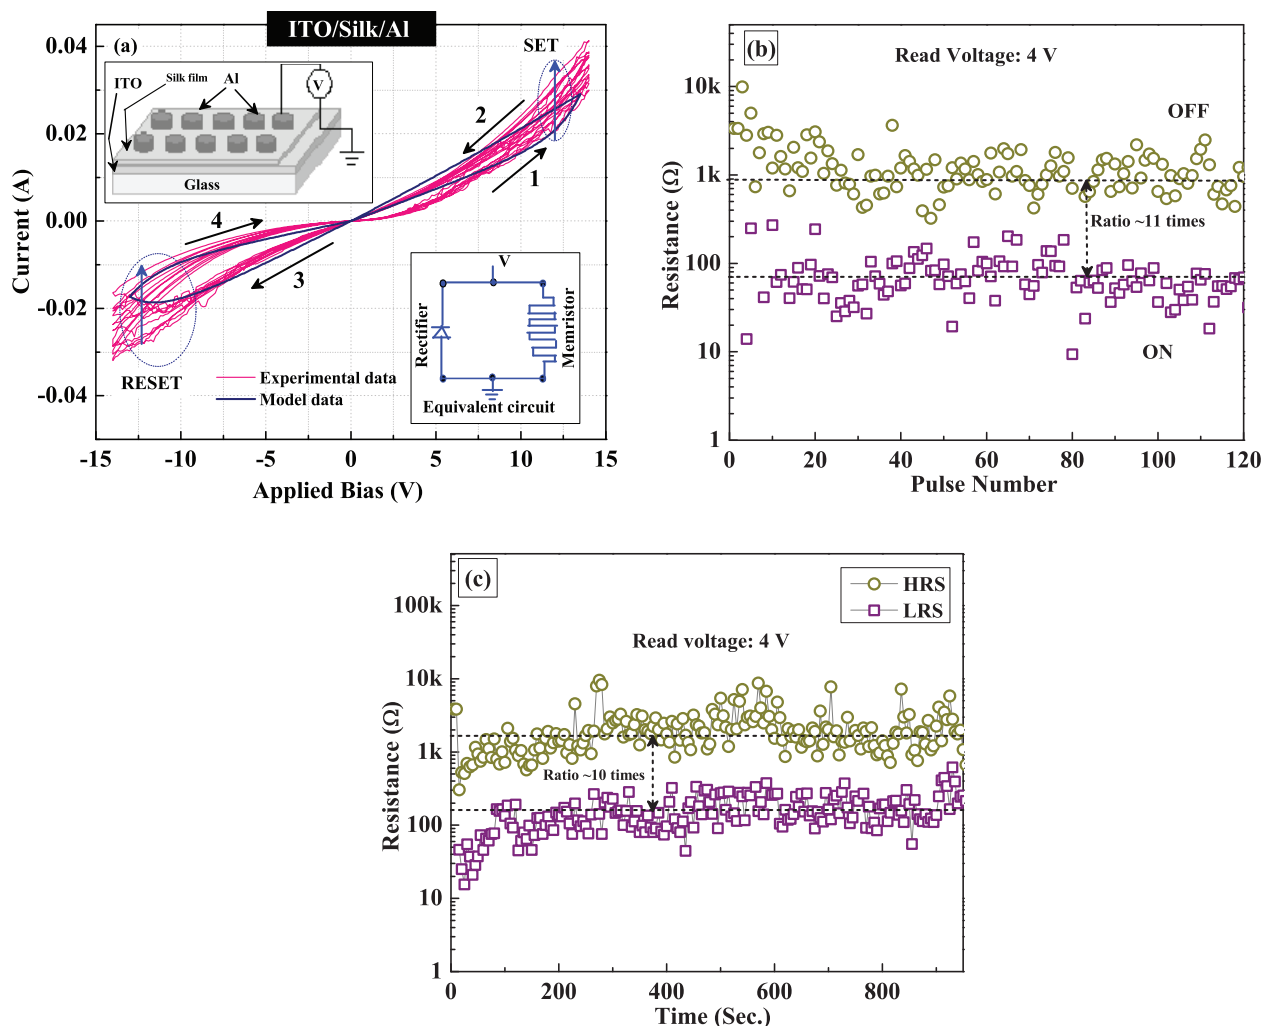 ITO/Silk/Al
(a)
SET
ITO
Silk film
Al
V
Glass
2
1
4
3
RESET
Experimental data
Model data
V
Rectifier
Memristor
Equivalent circuit
0.04
0.02
0.00
-0.02
-0.04
Current (A)
-15 -10 -5 0 5 10 15
Applied Bias (V)
(b)
Read Voltage: 4 V
OFF
Ratio ~11 times
ON
10k
1k
100
10
1
Resistance (Ω)
0 20 40 60 80 100 120
Pulse Number
(c)
HRS
LRS
Read voltage: 4 V
Ratio ~10 times
100k
10k
1k
100
10
1
Resistance (Ω)
0 200 400 600 800
Time (Sec.)